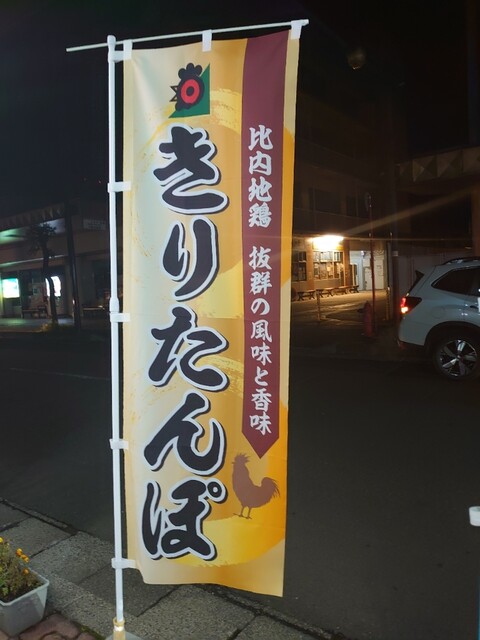 比内地鶏 抜群の風味と香味
きりたんぽ